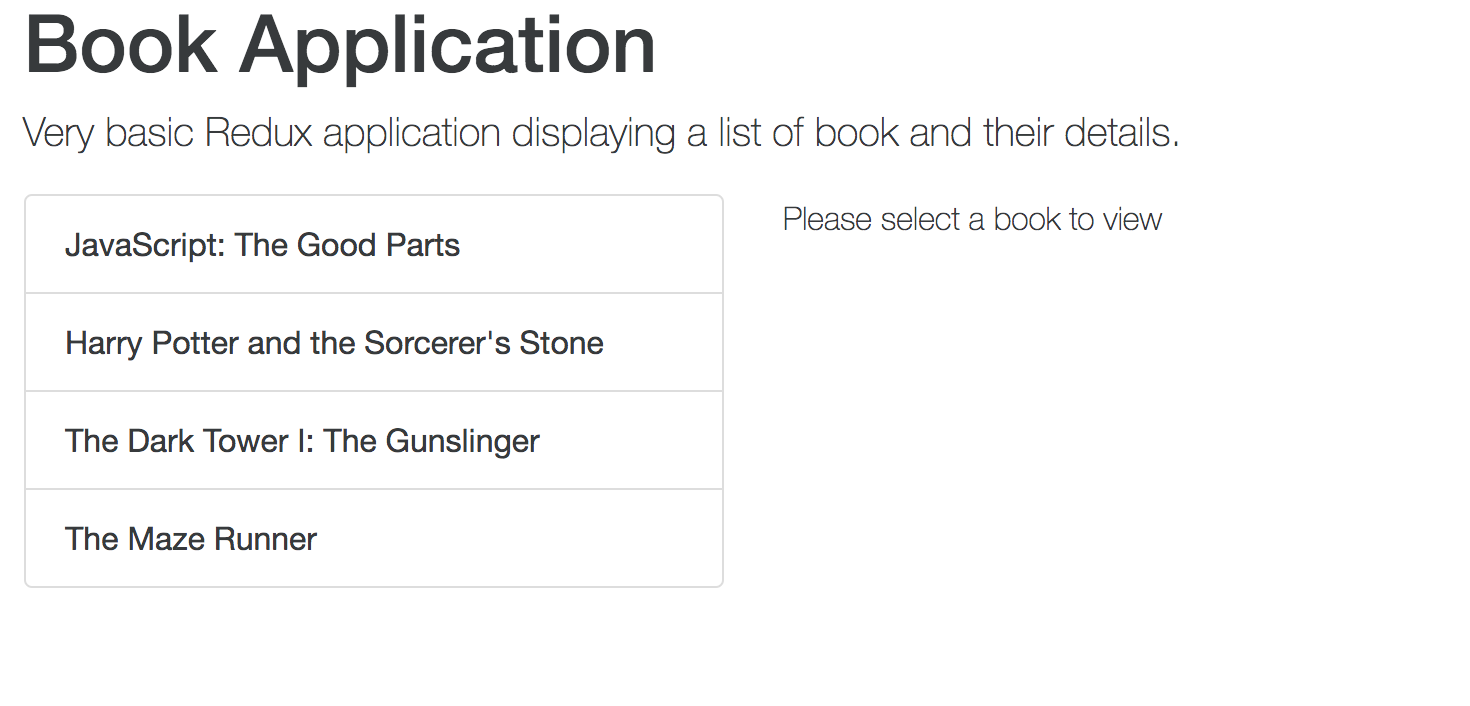 Book Application
Very basic Redux application displaying a list of book and their details.
JavaScript: The Good Parts
Harry Potter and the Sorcerer's Stone
The Dark Tower I: The Gunslinger
The Maze Runner
Please select a book to view